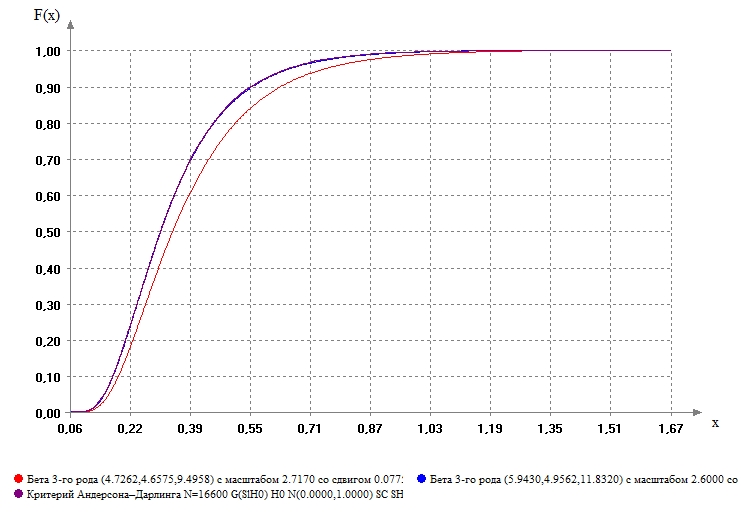 F(x)
1,00
0,90
0,80
0,70
0,60
0,50
0,40
0,30
0,20
0,10
0,00
0,06 0,22 0,39 0,55 0,71 0,87 1,03 1,19 1,35 1,51 1,67 x
Бета 3-го рода (4.7262,4.6575,9.4958) с масштабом 2.7170 со сдвигом 0.077: Бета 3-го рода (5.9430,4.9562,11.8320) с масштабом 2.6000 со
Критерий Андерсона–Дарлинга N=16600 G(S|H0) H0 N(0.0000,1.0000) SC SH